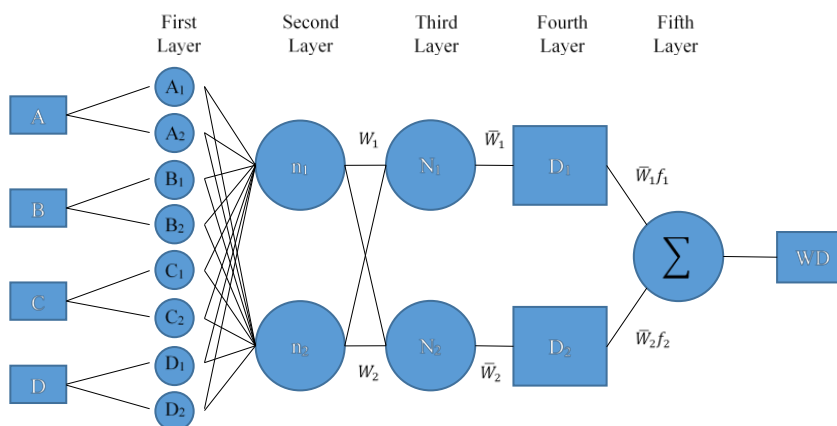 First Layer
Second Layer
Third Layer
Fourth Layer
Fifth Layer
A
B
C
D
A₁
A₂
B₁
B₂
C₁
C₂
D₁
D₂
n₁
n₂
W₁
W₂
N₁
N₂
W̅₁
W̅₂
D₁
D₂
W̅₁f₁
W̅₂f₂
∑
WD